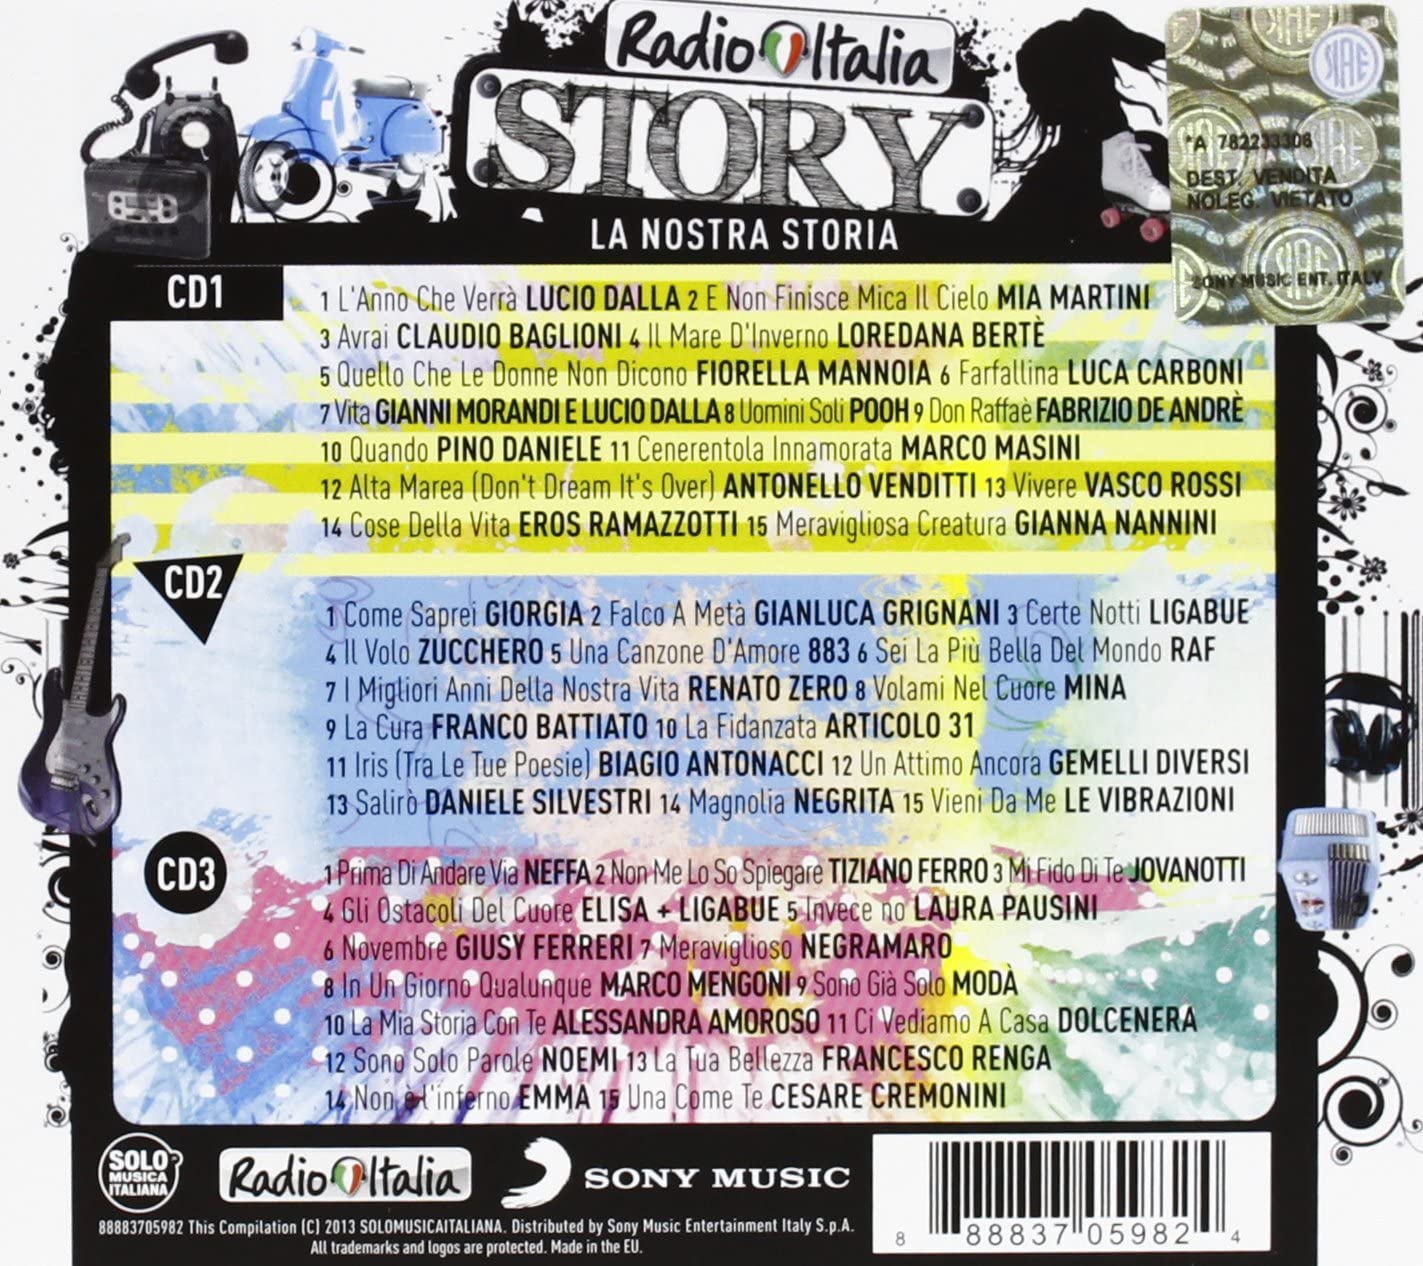 Radio Italia
STORY
LA NOSTRA STORIA
SIAE
*A 782233306
DEST. VENDITA
NOLEG. VIETATO
SONY MUSIC ENT. ITALY
CD1
1 L'Anno Che Verrà LUCIO DALLA 2 E Non Finisce Mica Il Cielo MIA MARTINI
3 Avrai CLAUDIO BAGLIONI 4 Il Mare D'Inverno LOREDANA BERTÈ
5 Quello Che Le Donne Non Dicono FIORELLA MANNOIA 6 Farfallina LUCA CARBONI
7 Vita GIANNI MORANDI E LUCIO DALLA 8 Uomini Soli POOH 9 Don Raffaè FABRIZIO DE ANDRÈ
10 Quando PINO DANIELE 11 Cenerentola Innamorata MARCO MASINI
12 Alta Marea (Don't Dream It's Over) ANTONELLO VENDITTI 13 Vivere VASCO ROSSI
14 Cose Della Vita EROS RAMAZZOTTI 15 Meravigliosa Creatura GIANNA NANNINI
CD2
1 Come Saprei GIORGIA 2 Falco A Metà GIANLUCA GRIGNANI 3 Certe Notti LIGABUE
4 Il Volo ZUCCHERO 5 Una Canzone D'Amore 883 6 Sei La Più Bella Del Mondo RAF
7 I Migliori Anni Della Nostra Vita RENATO ZERO 8 Volami Nel Cuore MINA
9 La Cura FRANCO BATTIATO 10 La Fidanzata ARTICOLO 31
11 Iris (Tra Le Tue Poesie) BIAGIO ANTONACCI 12 Un Attimo Ancora GEMELLI DIVERSI
13 Salirò DANIELE SILVESTRI 14 Magnolia NEGRITA 15 Vieni Da Me LE VIBRAZIONI
CD3
1 Prima Di Andare Via NEFFA 2 Non Me Lo So Spiegare TIZIANO FERRO 3 Mi Fido Di Te JOVANOTTI
4 Gli Ostacoli Del Cuore ELISA + LIGABUE 5 Invece no LAURA PAUSINI
6 Novembre GIUSY FERRERI 7 Meraviglioso NEGRAMARO
8 In Un Giorno Qualunque MARCO MENGONI 9 Sono Già Solo MODÀ
10 La Mia Storia Con Te ALESSANDRA AMOROSO 11 Ci Vediamo A Casa DOLCENERA
12 Sono Solo Parole NOEMI 13 La Tua Bellezza FRANCESCO RENGA
14 Non è l'inferno EMMA 15 Una Come Te CESARE CREMONINI
SOLO
MUSICA
ITALIANA
Radio Italia
SONY MUSIC
88883705982 This Compilation (C) 2013 SOLOMUSICAITALIANA. Distributed by Sony Music Entertainment Italy S.p.A.
All trademarks and logos are protected. Made in the EU.
8 88837 05982 4